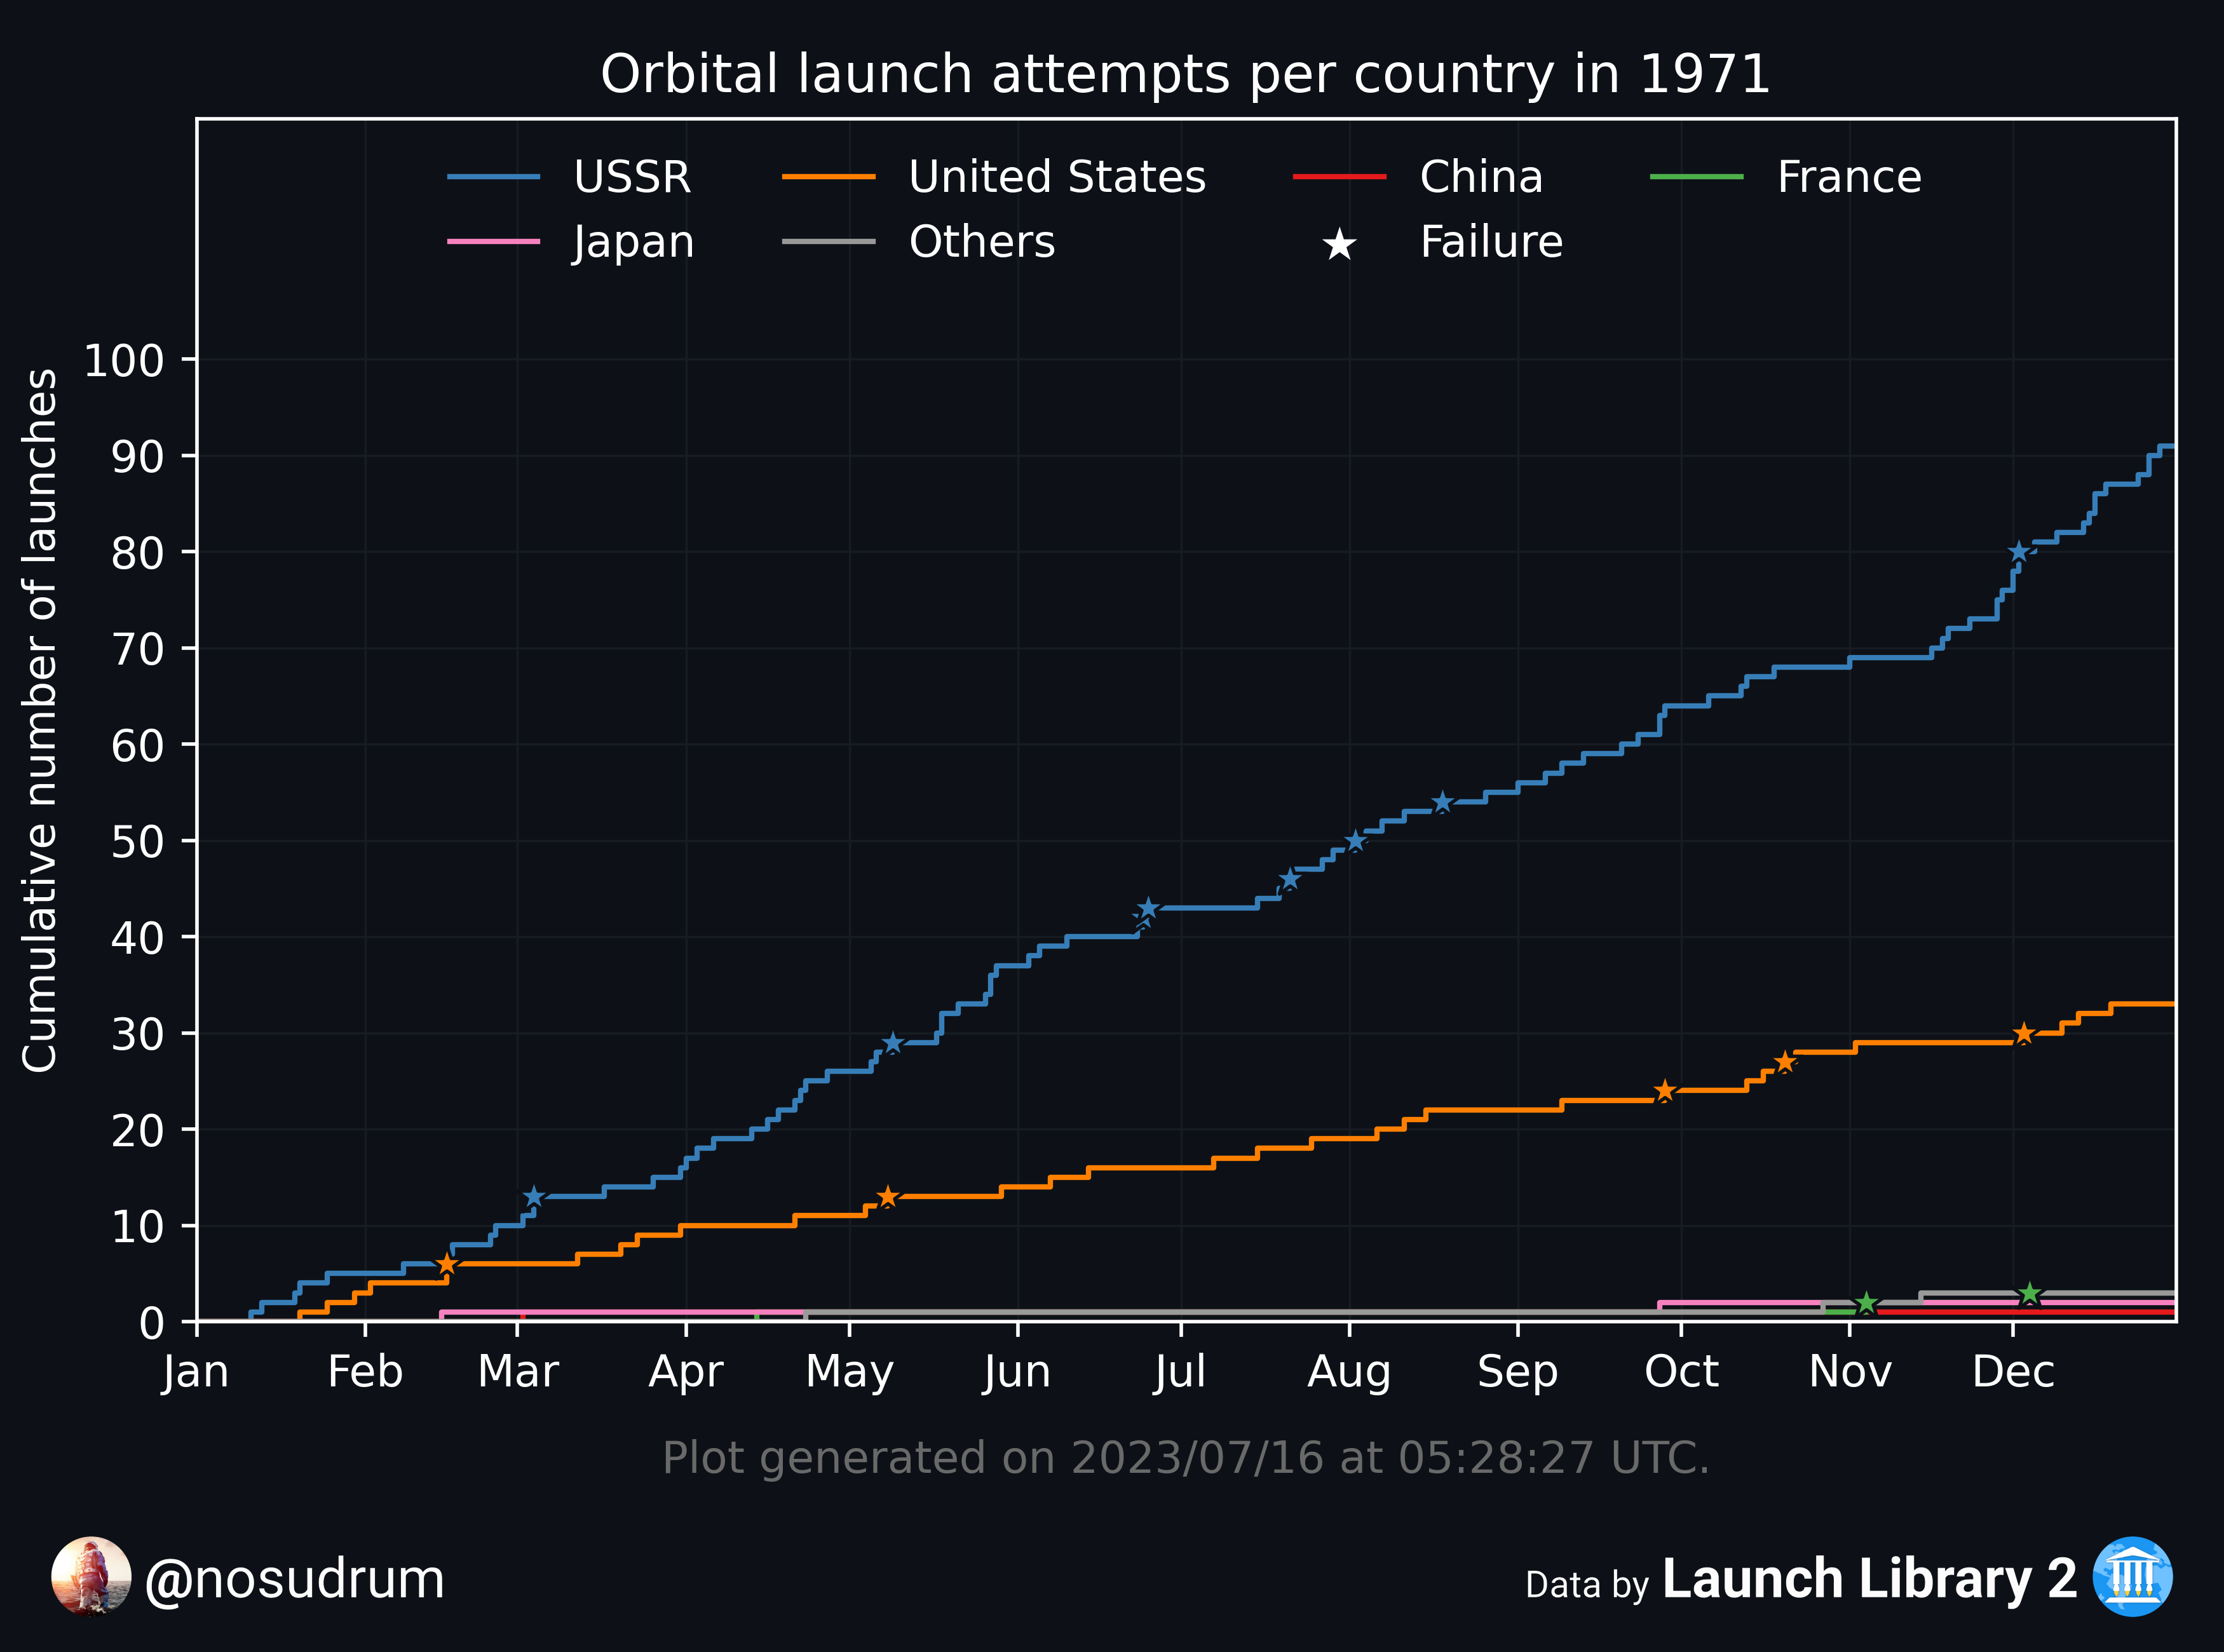 Orbital launch attempts per country in 1971
USSR United States China France
Japan Others Failure
Cumulative number of launches
100
90
80
70
60
50
40
30
20
10
0
Jan Feb Mar Apr May Jun Jul Aug Sep Oct Nov Dec
Plot generated on 2023/07/16 at 05:28:27 UTC.
@nosudrum
Data by Launch Library 2